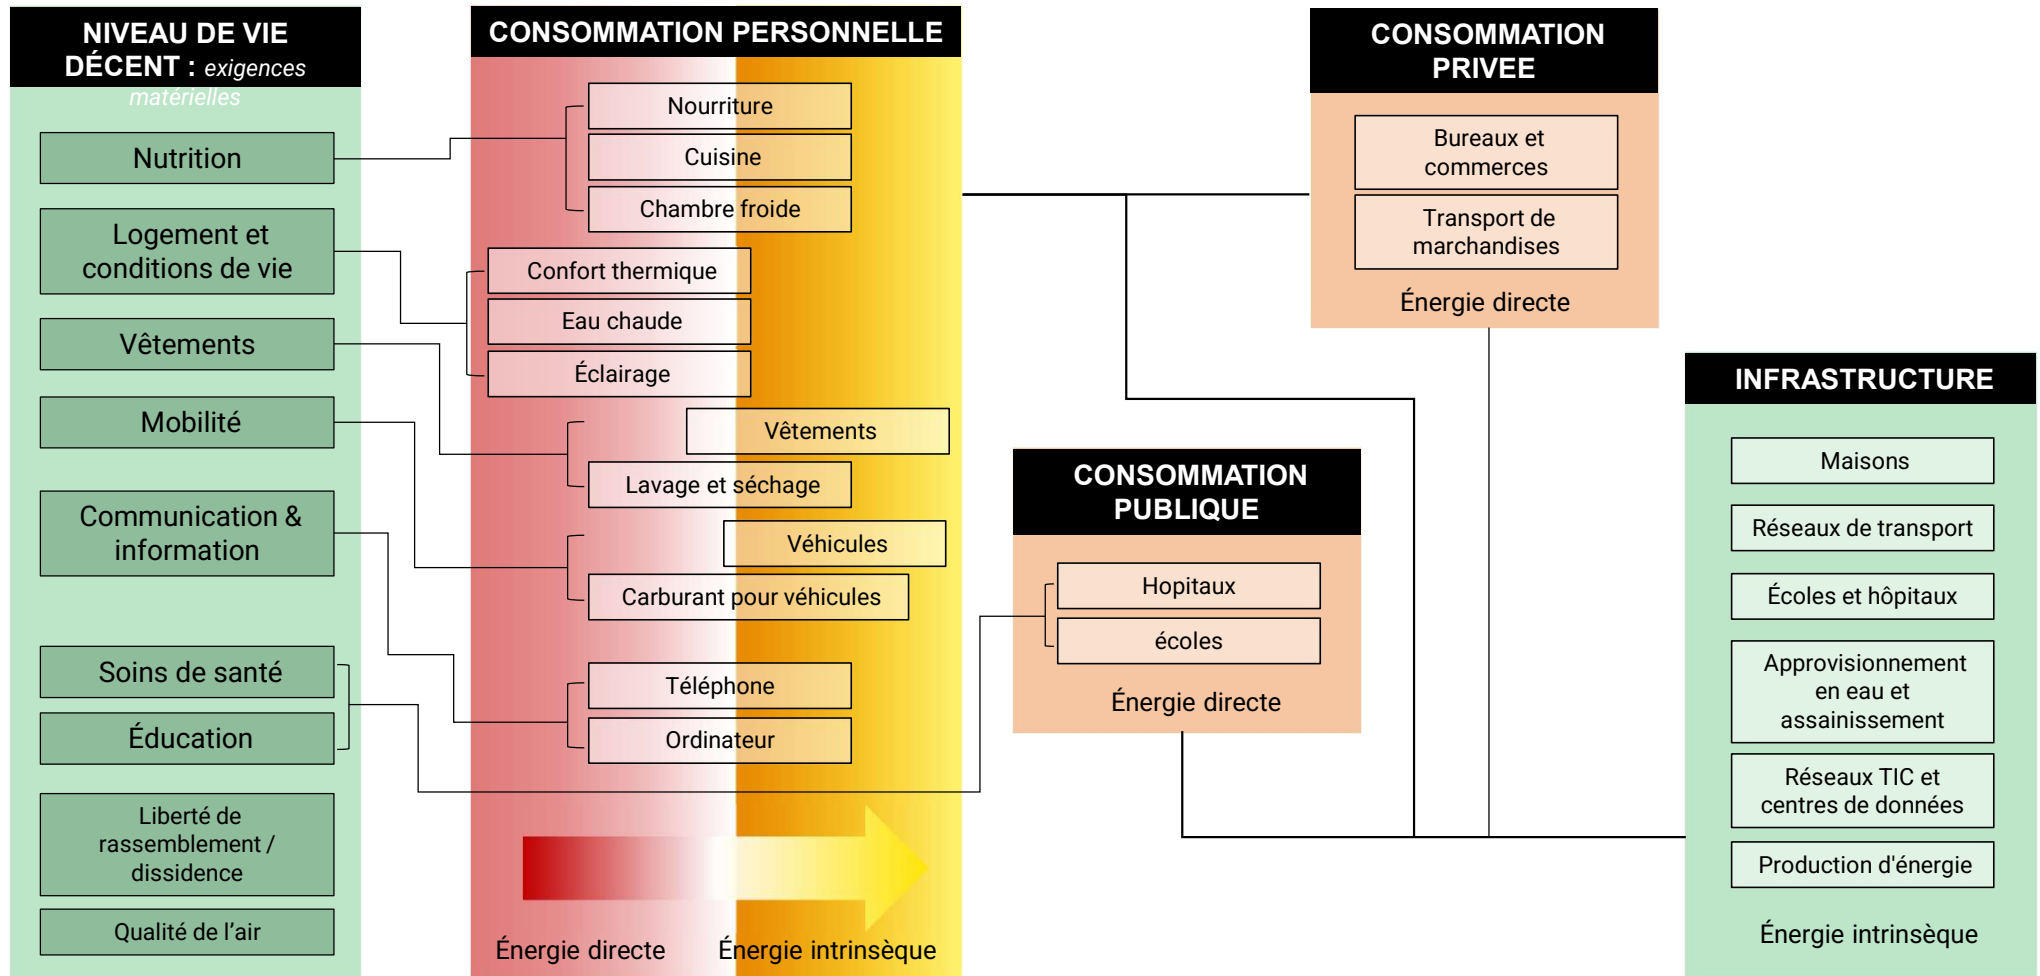 NIVEAU DE VIE
DÉCENT : exigences
matérielles
Nutrition
Logement et
conditions de vie
Vêtements
Mobilité
Communication &
information
Soins de santé
Éducation
Liberté de
rassemblement /
dissidence
Qualité de l'air
CONSOMMATION PERSONNELLE
Nourriture
Cuisine
Chambre froide
Confort thermique
Eau chaude
Éclairage
Vêtements
Lavage et séchage
Véhicules
Carburant pour véhicules
Téléphone
Ordinateur
Énergie directe
Énergie intrinsèque
CONSOMMATION
PRIVEE
Bureaux et
commerces
Transport de
marchandises
Énergie directe
CONSOMMATION
PUBLIQUE
Hopitaux
écoles
Énergie directe
INFRASTRUCTURE
Maisons
Réseaux de transport
Écoles et hôpitaux
Approvisionnement
en eau et
assainissement
Réseaux TIC et
centres de données
Production d'énergie
Énergie intrinsèque